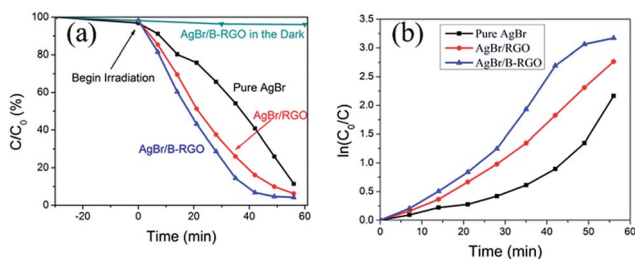 (a)
AgBr/B-RGO in the Dark
Begin Irradiation
Pure AgBr
AgBr/RGO
AgBr/B-RGO
C/C₀ (%)
100
80
60
40
20
0
-20 0 20 40 60
Time (min)
(b)
Pure AgBr
AgBr/RGO
AgBr/B-RGO
ln(C₀/C)
3.5
3.0
2.5
2.0
1.5
1.0
0.5
0.0
0 10 20 30 40 50 60
Time (min)